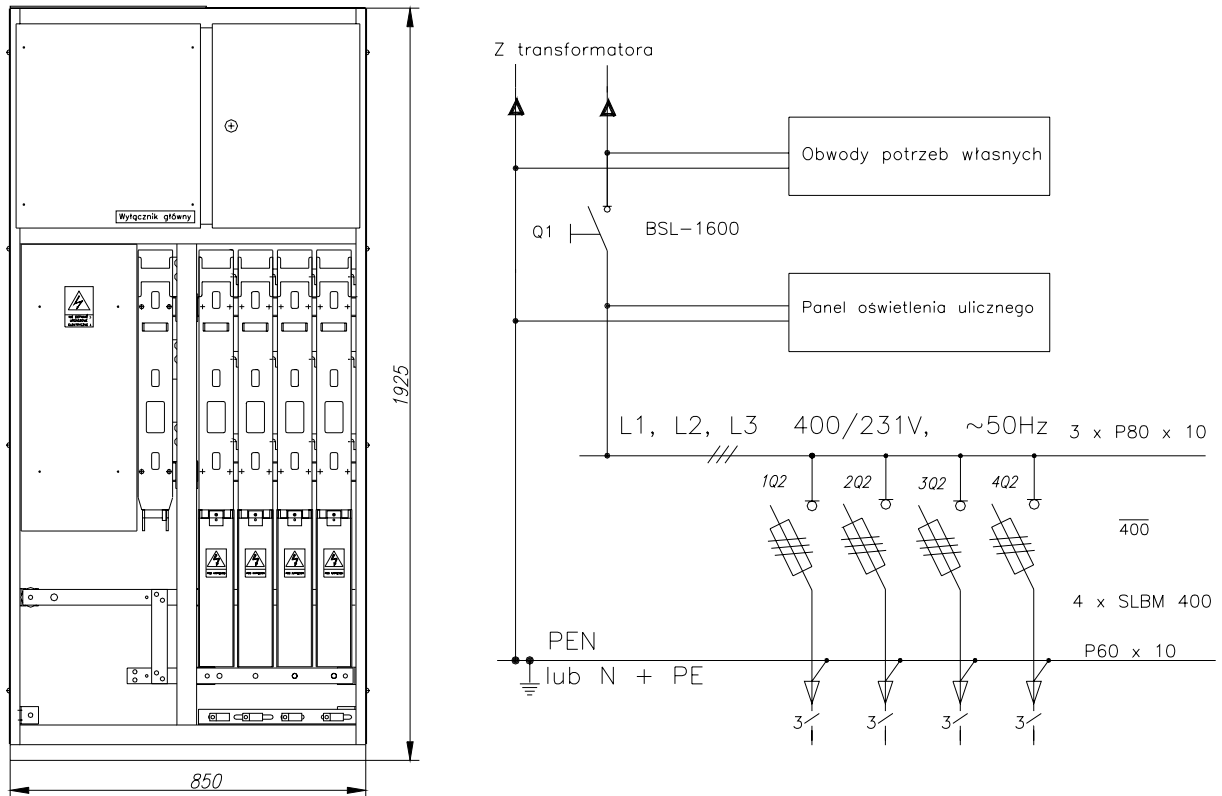 Wyłącznik główny
1925
850
Z transformatora
Obwody potrzeb własnych
Q1
BSL-1600
Panel oświetlenia ulicznego
L1, L2, L3 400/231V, ~50Hz
3 x P80 x 10
1Q2
2Q2
3Q2
4Q2
400
4 x SLBM 400
PEN
lub N + PE
P60 x 10
3
3
3
3